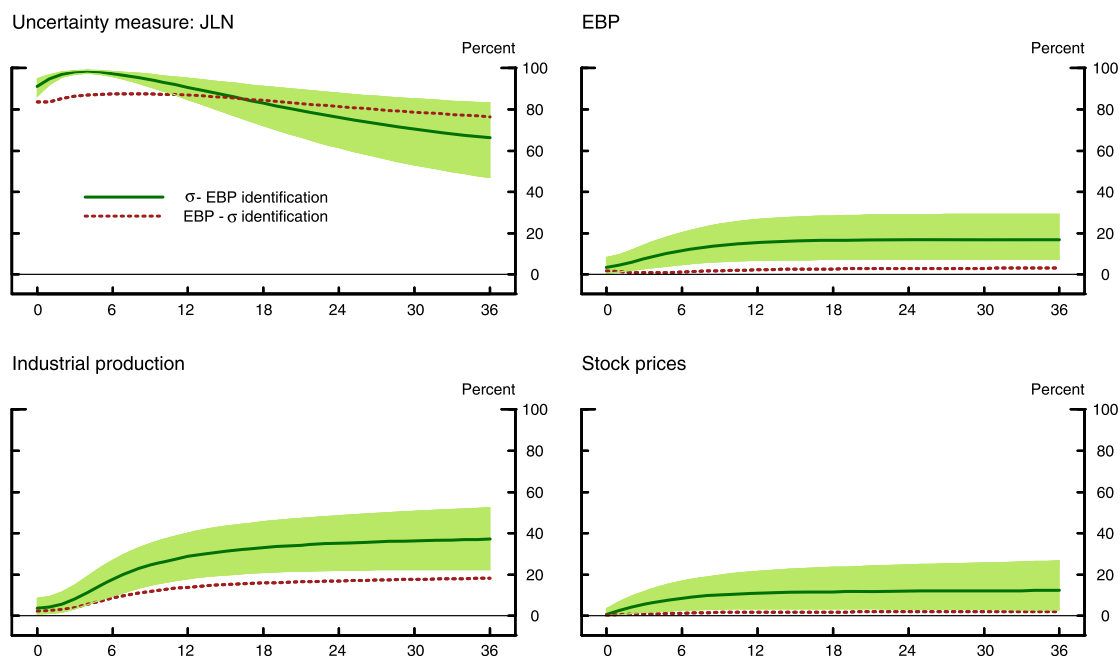 Uncertainty measure: JLN
Percent
100
80
60
40
20
0
σ- EBP identification
EBP - σ identification
0 6 12 18 24 30 36
EBP
Percent
100
80
60
40
20
0
0 6 12 18 24 30 36
Industrial production
Percent
100
80
60
40
20
0
0 6 12 18 24 30 36
Stock prices
Percent
100
80
60
40
20
0
0 6 12 18 24 30 36